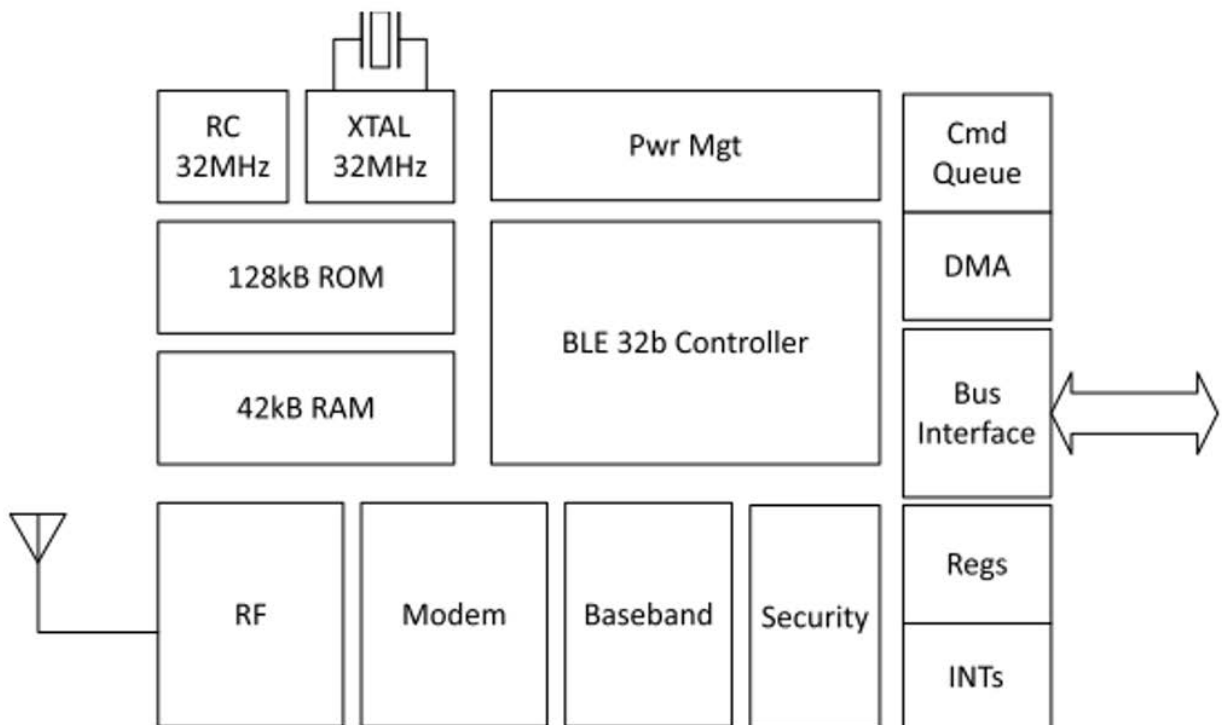 RC
32MHz
XTAL
32MHz
Pwr Mgt
Cmd
Queue
DMA
128kB ROM
BLE 32b Controller
42kB RAM
Bus
Interface
RF
Modem
Baseband
Security
Regs
INTs